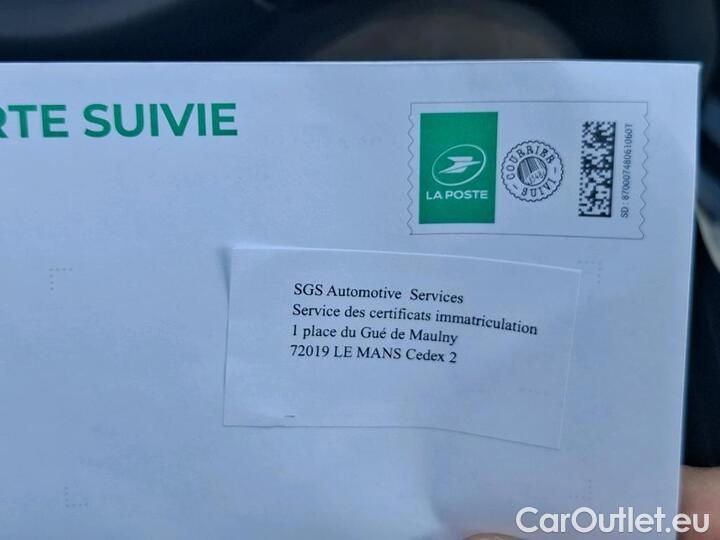 RTE SUIVIE
LA POSTE
COURRIER
SUIVI
SD : 87000748061060T
SGS Automotive Services
Service des certificats immatriculation
1 place du Gué de Maulny
72019 LE MANS Cedex 2
CarOutlet.eu